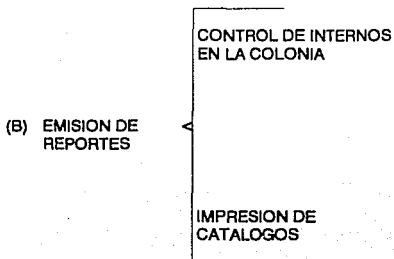 CONTROL DE INTERNOS
EN LA COLONIA
(B) EMISION DE
REPORTES
IMPRESION DE
CATALOGOS